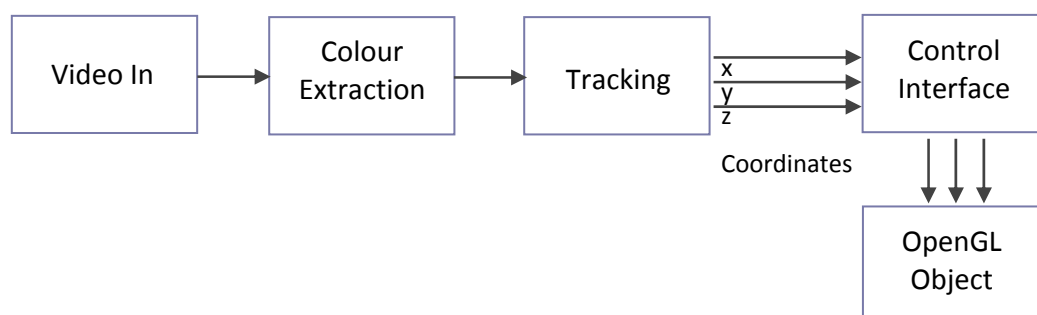 Video In
Colour
Extraction
Tracking
x
y
z
Coordinates
Control
Interface
OpenGL
Object